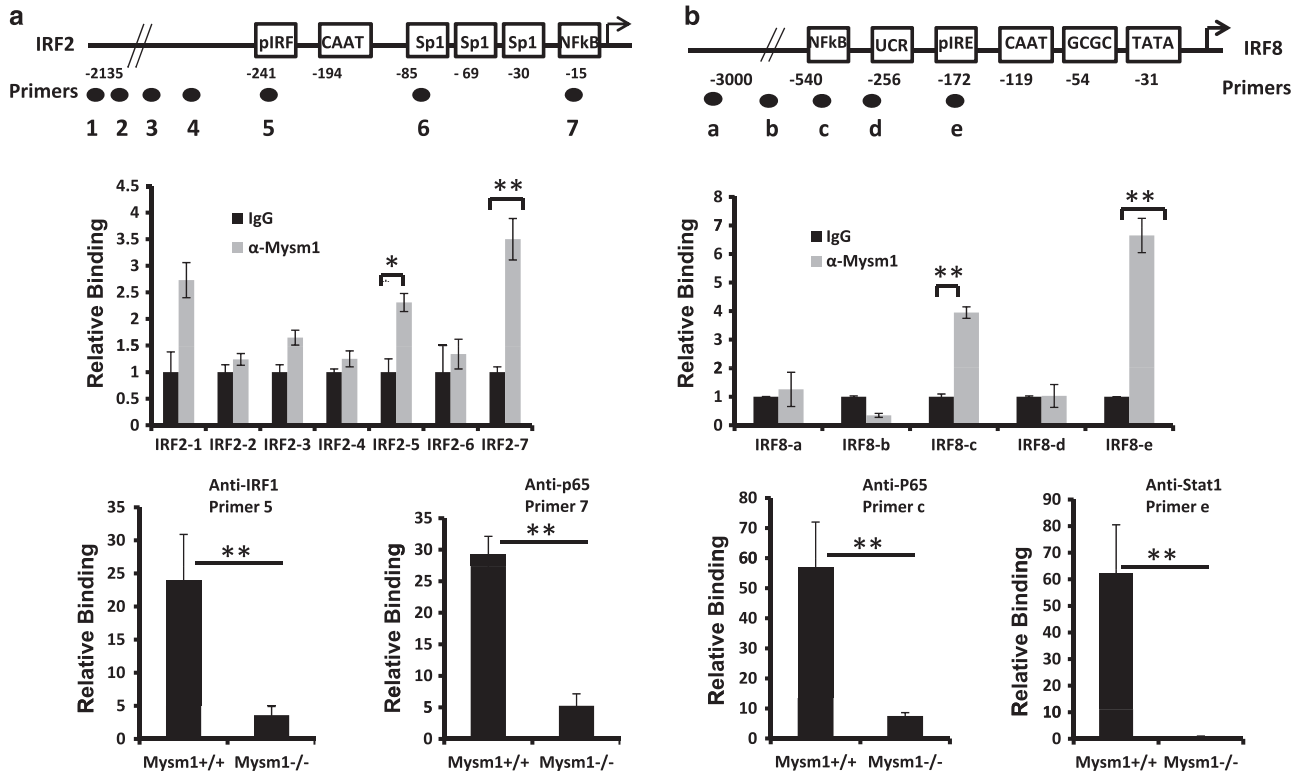 a
IRF2
pIRF CAAT Sp1 Sp1 Sp1 NFkB
-2135 -241 -194 -85 - 69 -30 -15
Primers
1 2 3 4 5 6 7
b
NFkB UCR pIRE CAAT GCGC TATA
IRF8
-3000 -540 -256 -172 -119 -54 -31
Primers
a b c d e
Relative Binding
4.5
4
3.5
3
2.5
2
1.5
1
0.5
0
IgG
α-Mysm1
*
**
IRF2-1 IRF2-2 IRF2-3 IRF2-4 IRF2-5 IRF2-6 IRF2-7
Relative Binding
8
7
6
5
4
3
2
1
0
IgG
α-Mysm1
**
**
IRF8-a IRF8-b IRF8-c IRF8-d IRF8-e
Anti-IRF1
Primer 5
Relative Binding
35
30
25
20
15
10
5
0
**
Mysm1+/+ Mysm1-/-
Anti-p65
Primer 7
Relative Binding
35
30
25
20
15
10
5
0
**
Mysm1+/+ Mysm1-/-
Anti-P65
Primer c
Relative Binding
80
70
60
50
40
30
20
10
0
**
Mysm1+/+ Mysm1-/-
Anti-Stat1
Primer e
Relative Binding
90
80
70
60
50
40
30
20
10
0
**
Mysm1+/+ Mysm1-/-